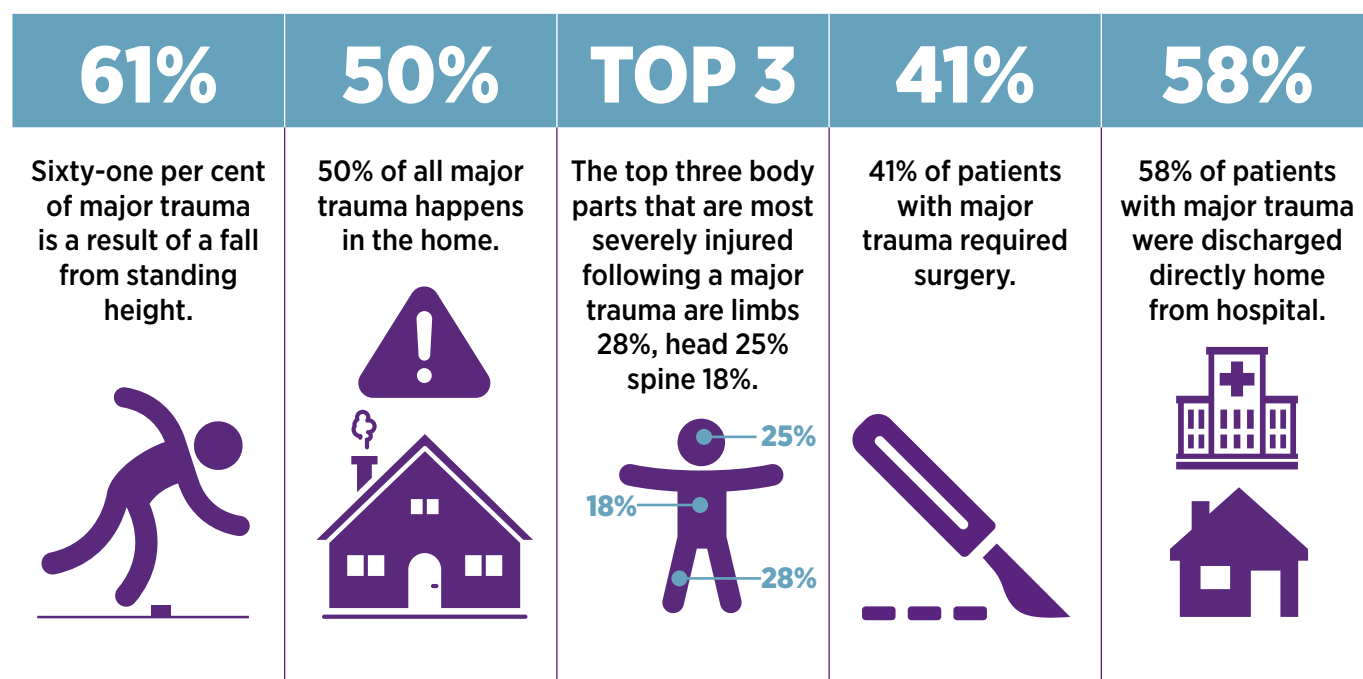 61%
Sixty-one per cent
of major trauma
is a result of a fall
from standing
height.
50%
50% of all major
trauma happens
in the home.
TOP 3
The top three body
parts that are most
severely injured
following a major
trauma are limbs
28%, head 25%
spine 18%.
25%
18%
28%
41%
41% of patients
with major
trauma required
surgery.
58%
58% of patients
with major trauma
were discharged
directly home
from hospital.